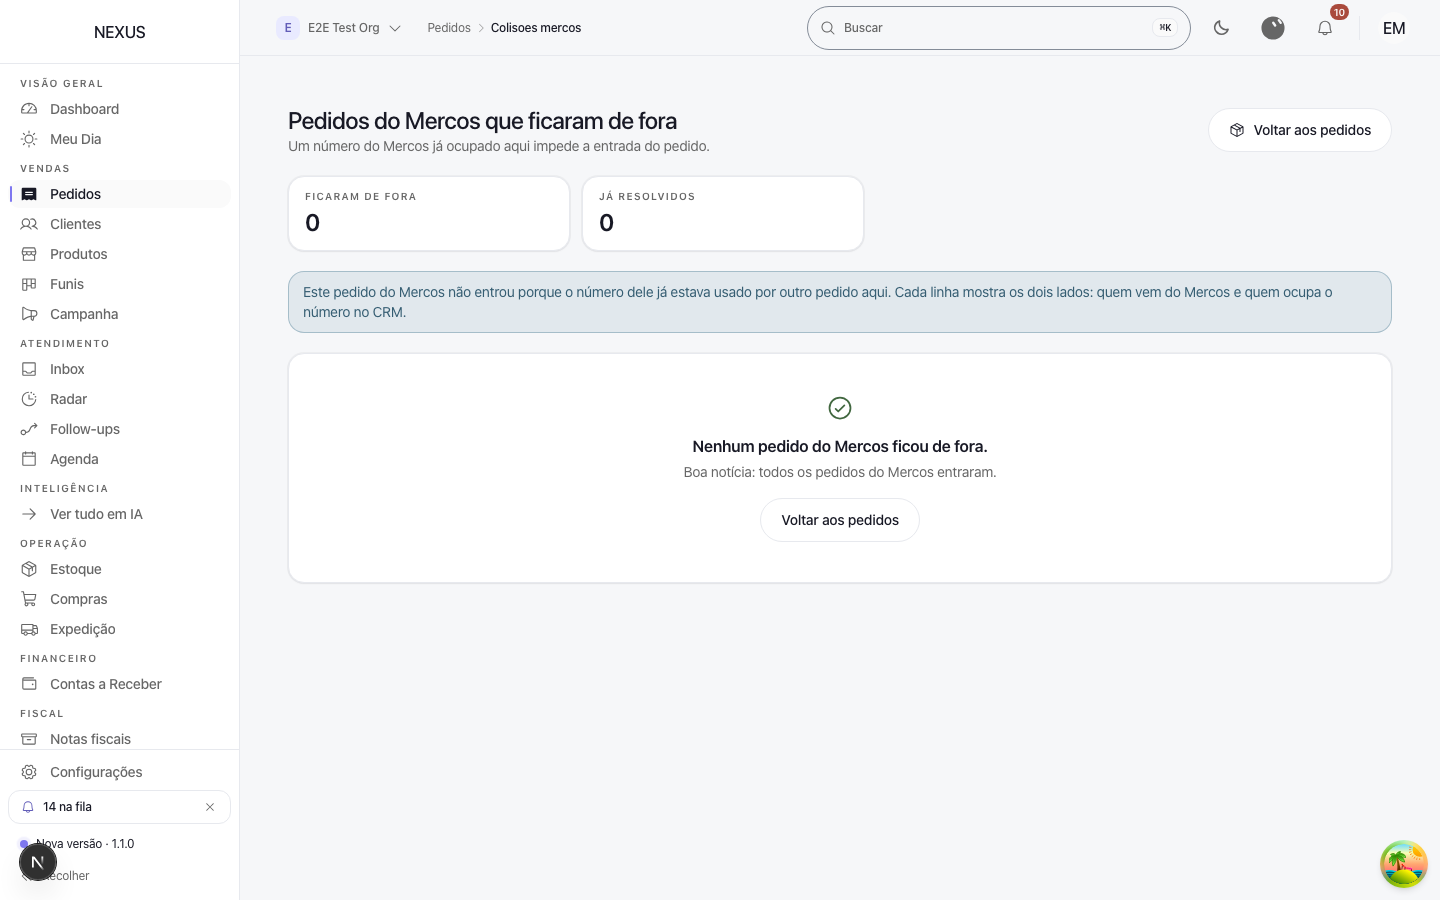 NEXUS
E
E2E Test Org
Pedidos
Colisoes mercos
Buscar
⌘K
10
EM
VISÃO GERAL
Dashboard
Meu Dia
VENDAS
Pedidos
Clientes
Produtos
Funis
Campanha
ATENDIMENTO
Inbox
Radar
Follow-ups
Agenda
INTELIGÊNCIA
Ver tudo em IA
OPERAÇÃO
Estoque
Compras
Expedição
FINANCEIRO
Contas a Receber
FISCAL
Notas fiscais
Configurações
14 na fila
Nova versão · 1.1.0
N
Recolher
Pedidos do Mercos que ficaram de fora
Um número do Mercos já ocupado aqui impede a entrada do pedido.
Voltar aos pedidos
FICARAM DE FORA
0
JÁ RESOLVIDOS
0
Este pedido do Mercos não entrou porque o número dele já estava usado por outro pedido aqui. Cada linha mostra os dois lados: quem vem do Mercos e quem ocupa o
número no CRM.
Nenhum pedido do Mercos ficou de fora.
Boa notícia: todos os pedidos do Mercos entraram.
Voltar aos pedidos